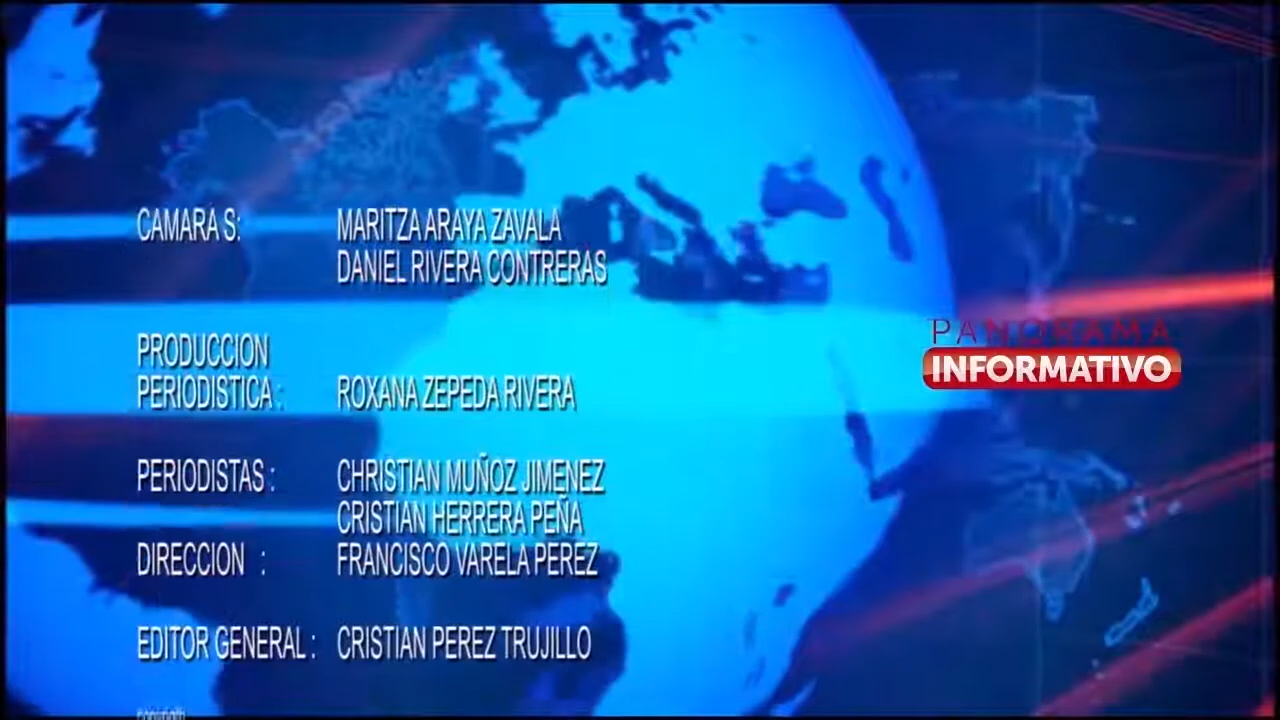 CAMARA S: MARITZA ARAYA ZAVALA
DANIEL RIVERA CONTRERAS
PRODUCCION
PERIODISTICA : ROXANA ZEPEDA RIVERA
PERIODISTAS : CHRISTIAN MUÑOZ JIMENEZ
CRISTIAN HERRERA PEÑA
DIRECCION : FRANCISCO VARELA PEREZ
EDITOR GENERAL : CRISTIAN PEREZ TRUJILLO
PANORAMA
INFORMATIVO